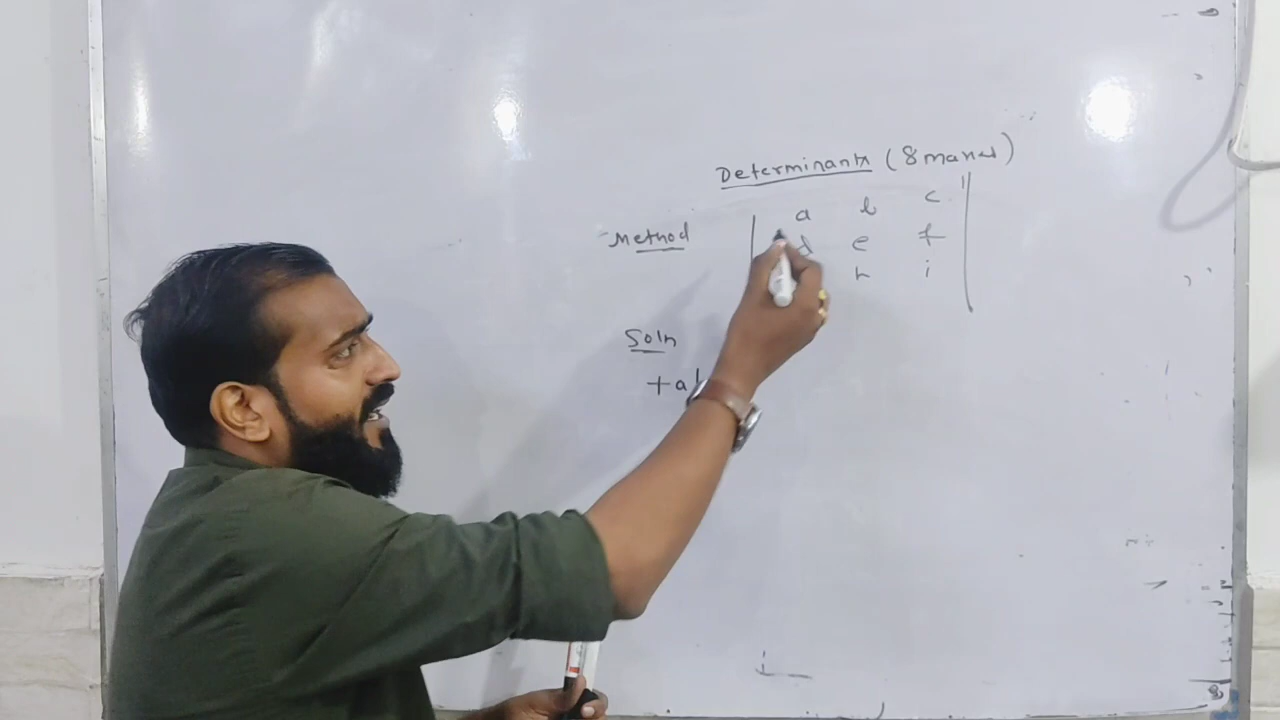 Determinants (8 marks)
Method
a b c
d e f
h i
Soln
+a